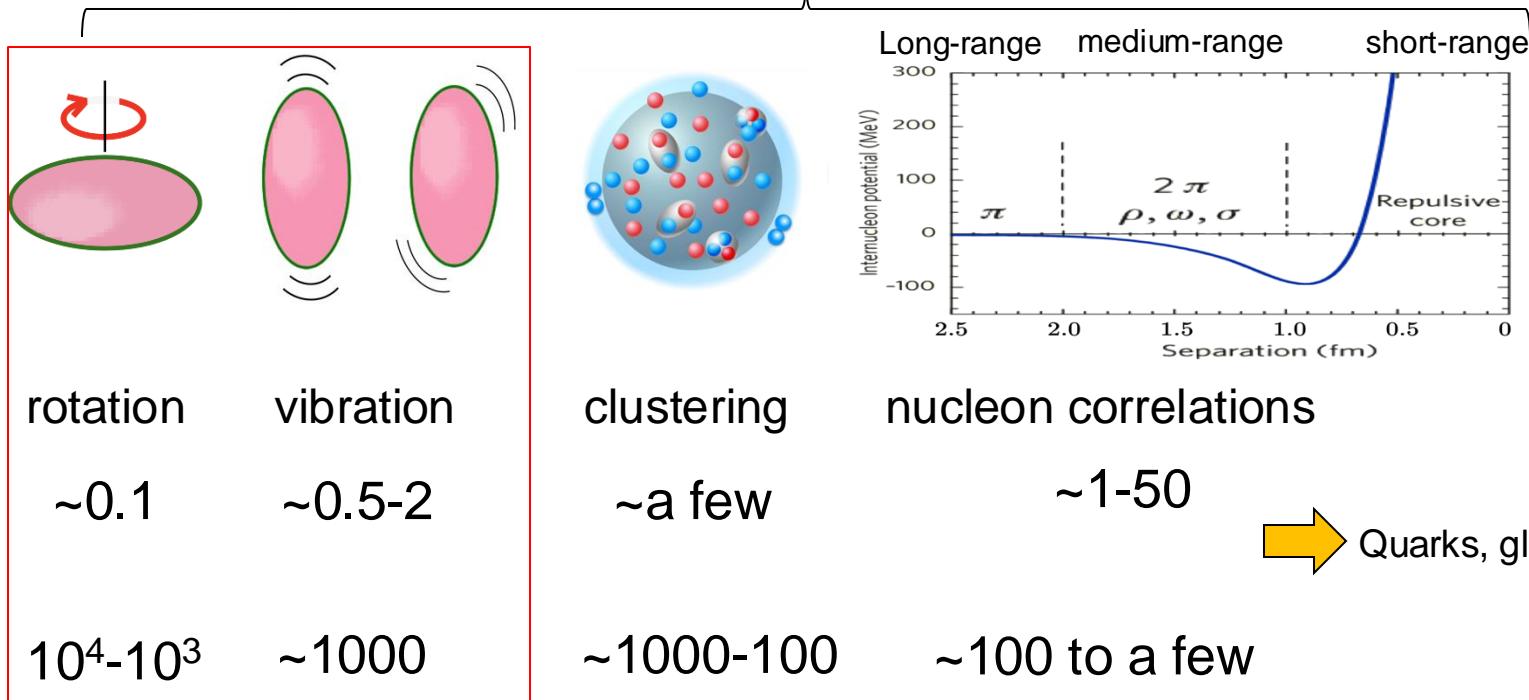 Long-range medium-range short-range
300
200
100
0
-100
Internucleon potential (MeV)
π
2 π
ρ, ω, σ
Repulsive
core
2.5 2.0 1.5 1.0 0.5 0
Separation (fm)
rotation vibration clustering nucleon correlations
~0.1 ~0.5-2 ~a few ~1-50
Quarks, gl
10⁴-10³ ~1000 ~1000-100 ~100 to a few